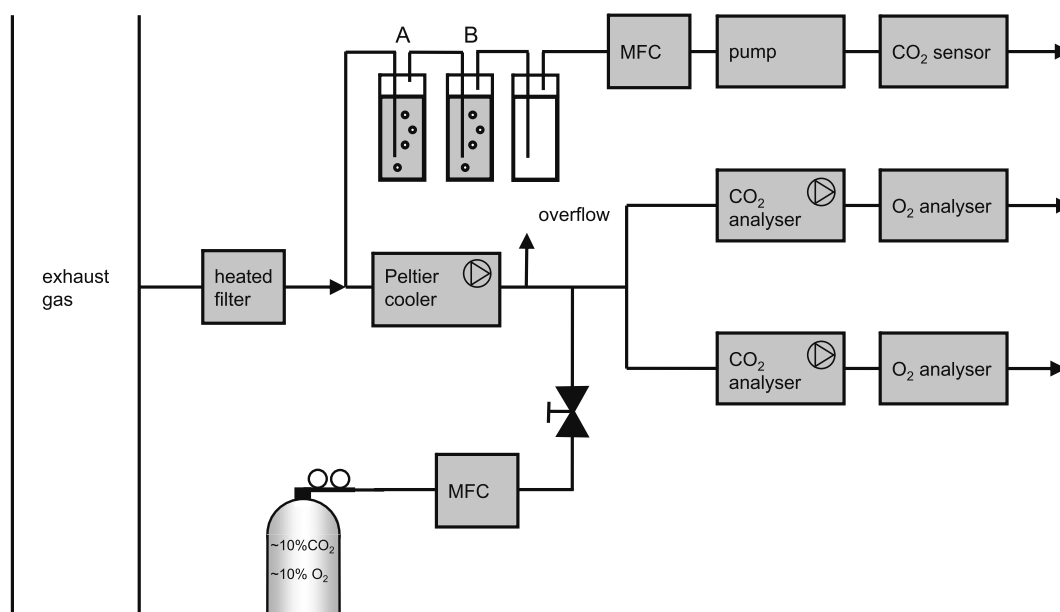 A
B
MFC
pump
CO₂ sensor
CO₂
analyser
O₂ analyser
overflow
exhaust
gas
heated
filter
Peltier
cooler
CO₂
analyser
O₂ analyser
MFC
~10%CO₂
~10% O₂